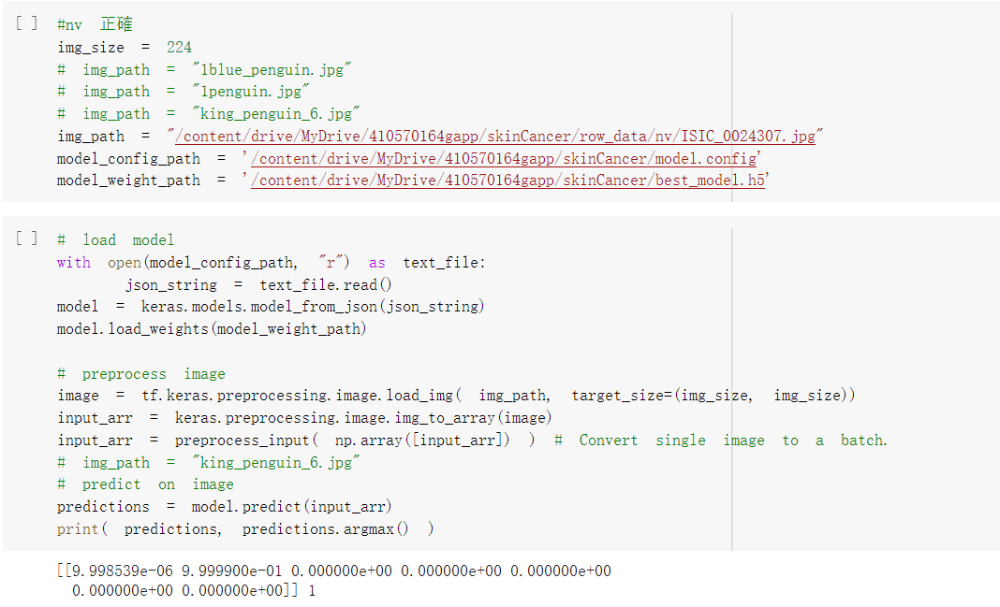 [ ] #nv 正確
img_size = 224
# img_path = "1blue_penguin.jpg"
# img_path = "1penguin.jpg"
# img_path = "king_penguin_6.jpg"
img_path = "/content/drive/MyDrive/410570164gapp/skinCancer/row_data/nv/ISIC_0024307.jpg"
model_config_path = '/content/drive/MyDrive/410570164gapp/skinCancer/model.config'
model_weight_path = '/content/drive/MyDrive/410570164gapp/skinCancer/best_model.h5'
[ ] # load model
with open(model_config_path, "r") as text_file:
json_string = text_file.read()
model = keras.models.model_from_json(json_string)
model.load_weights(model_weight_path)
# preprocess image
image = tf.keras.preprocessing.image.load_img( img_path, target_size=(img_size, img_size))
input_arr = keras.preprocessing.image.img_to_array(image)
input_arr = preprocess_input( np.array([input_arr]) ) # Convert single image to a batch.
# img_path = "king_penguin_6.jpg"
# predict on image
predictions = model.predict(input_arr)
print( predictions, predictions.argmax() )
[[9.998539e-06 9.999900e-01 0.000000e+00 0.000000e+00 0.000000e+00
0.000000e+00 0.000000e+00]] 1